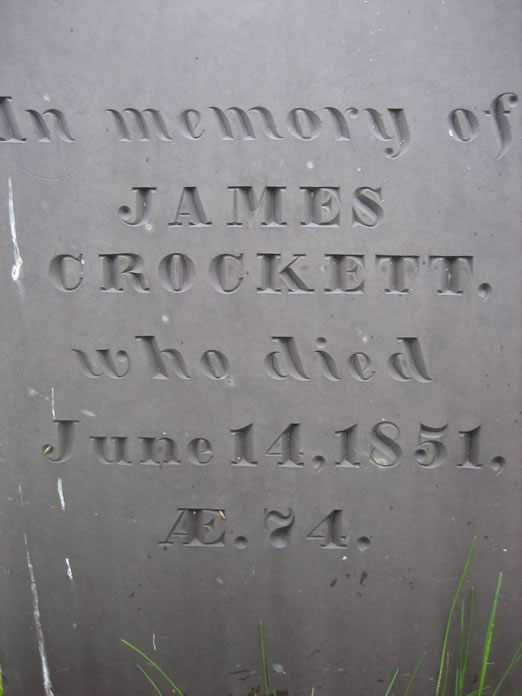 In memory of
JAMES
CROCKETT,
who died
June 14, 1851,
Æ. 74.